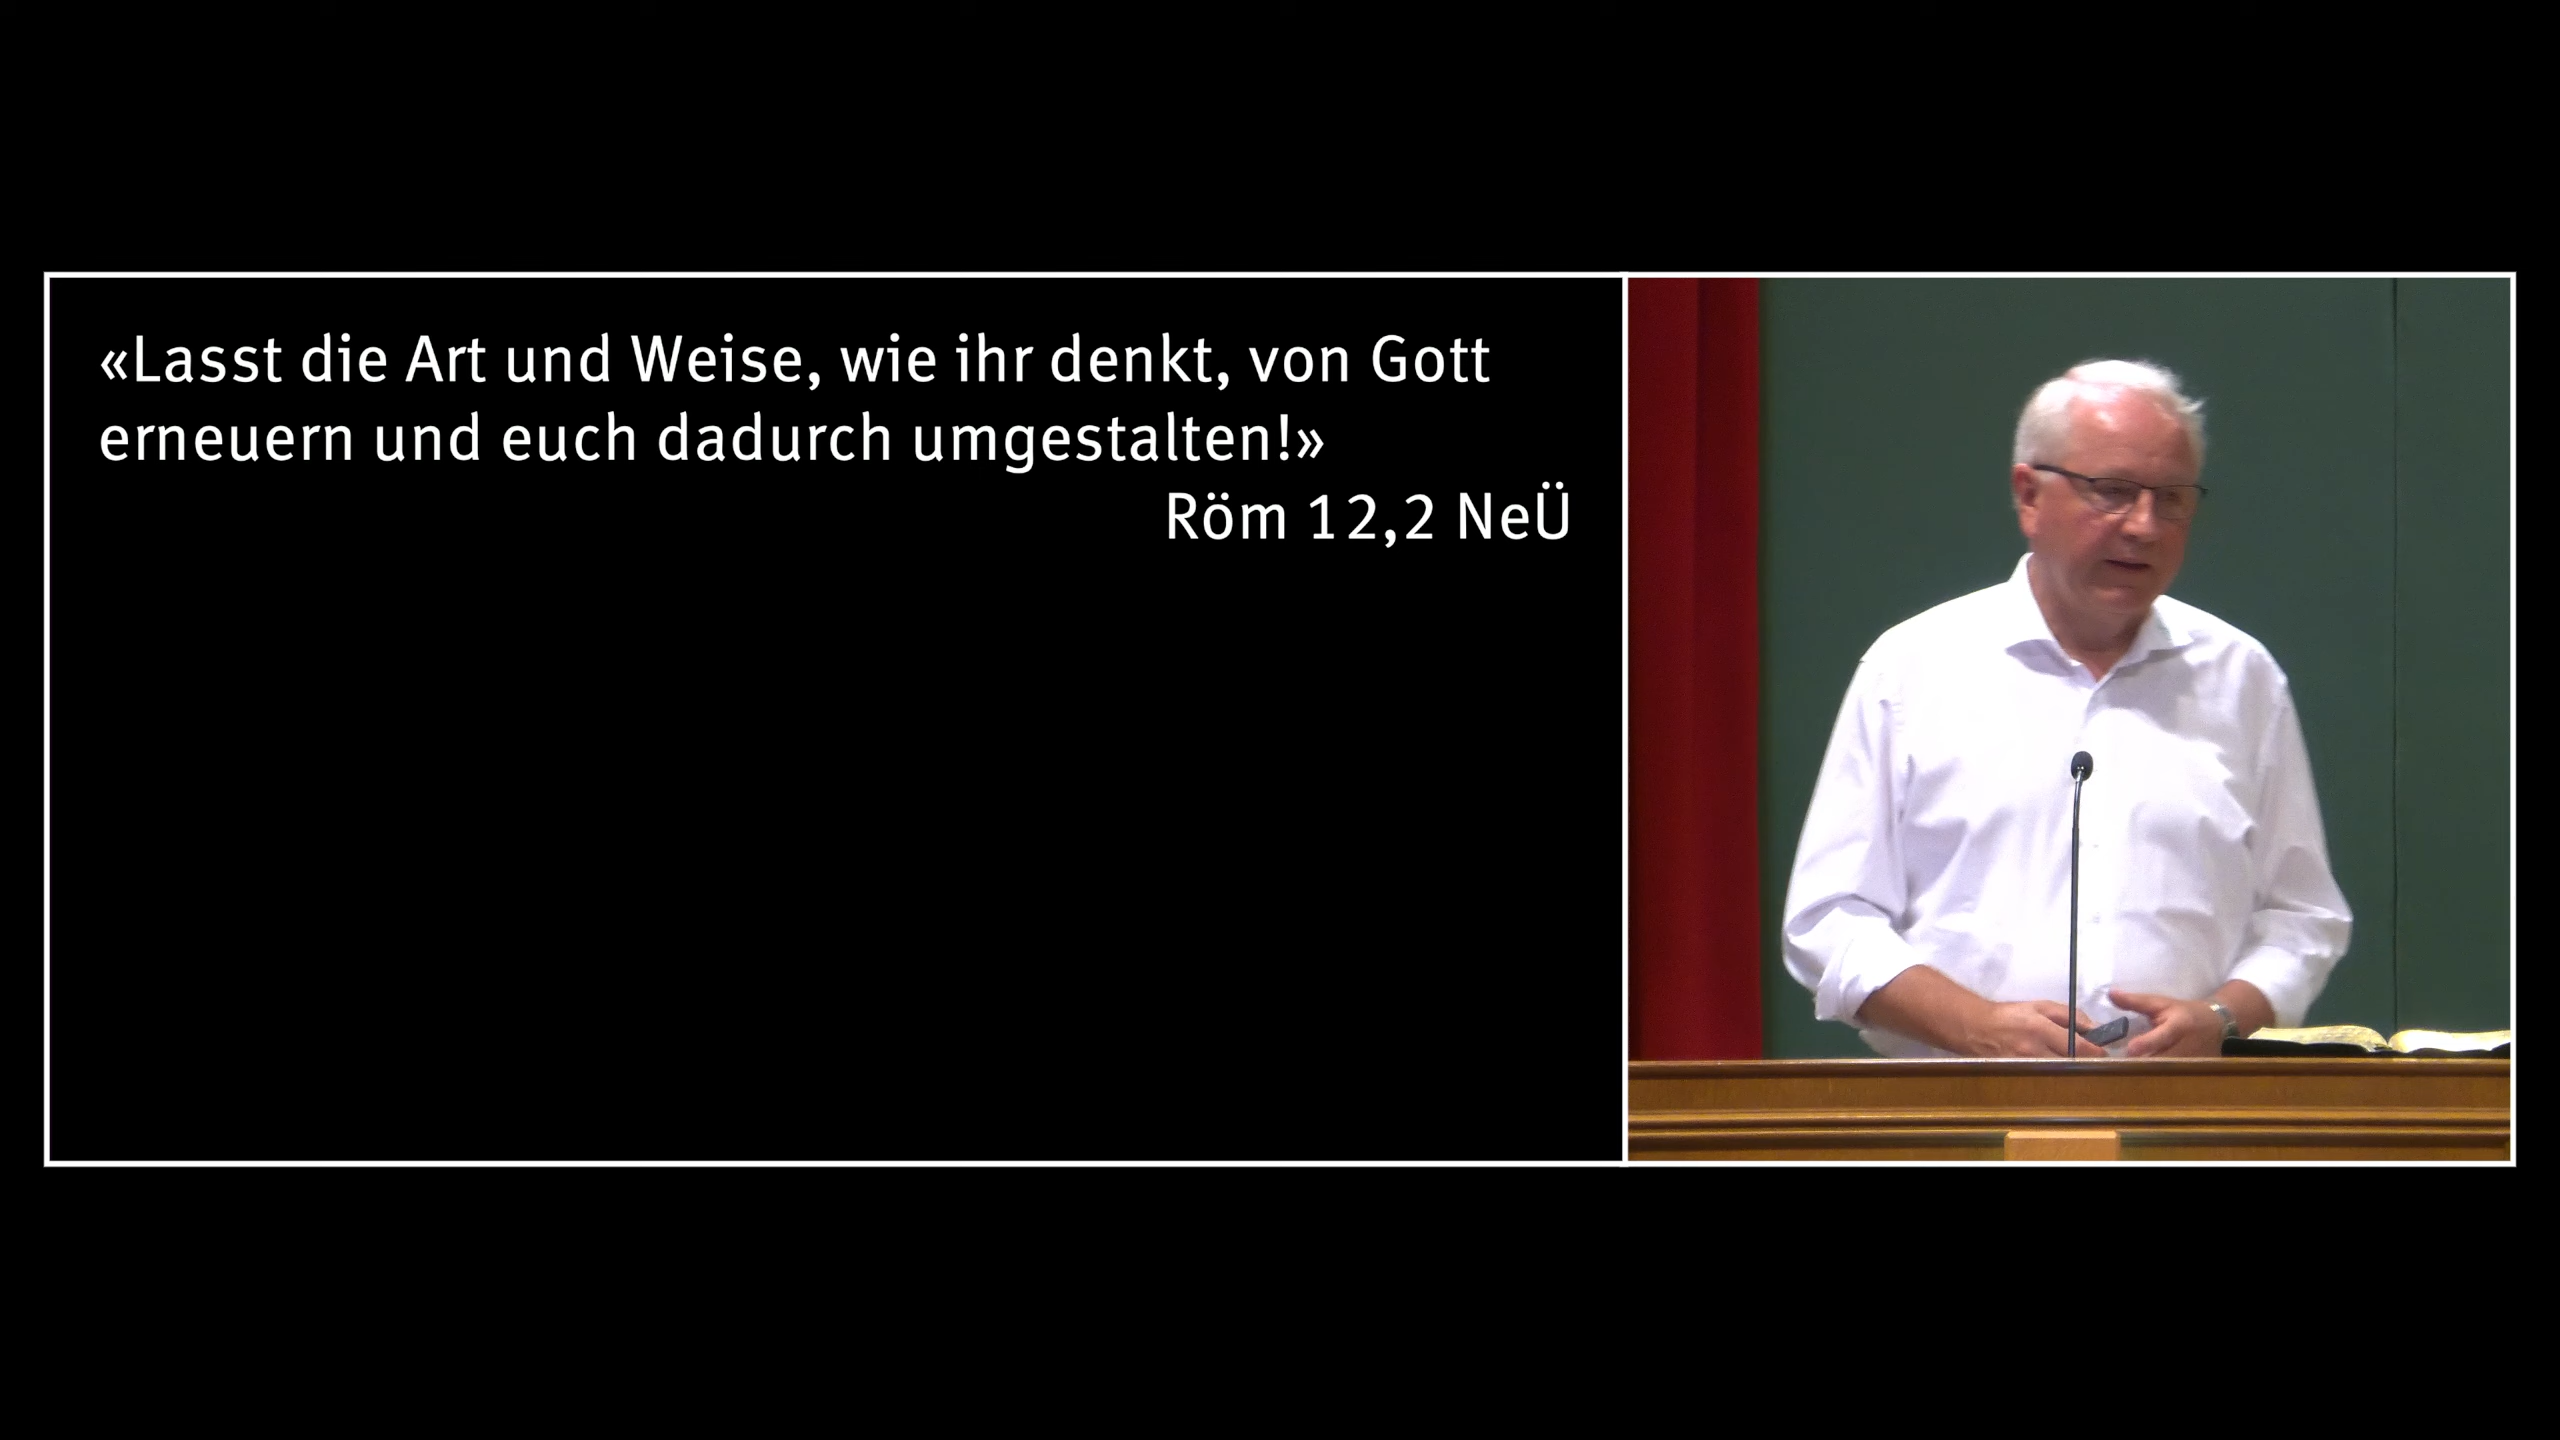 «Lasst die Art und Weise, wie ihr denkt, von Gott
erneuern und euch dadurch umgestalten!»
Röm 12,2 NeÜ